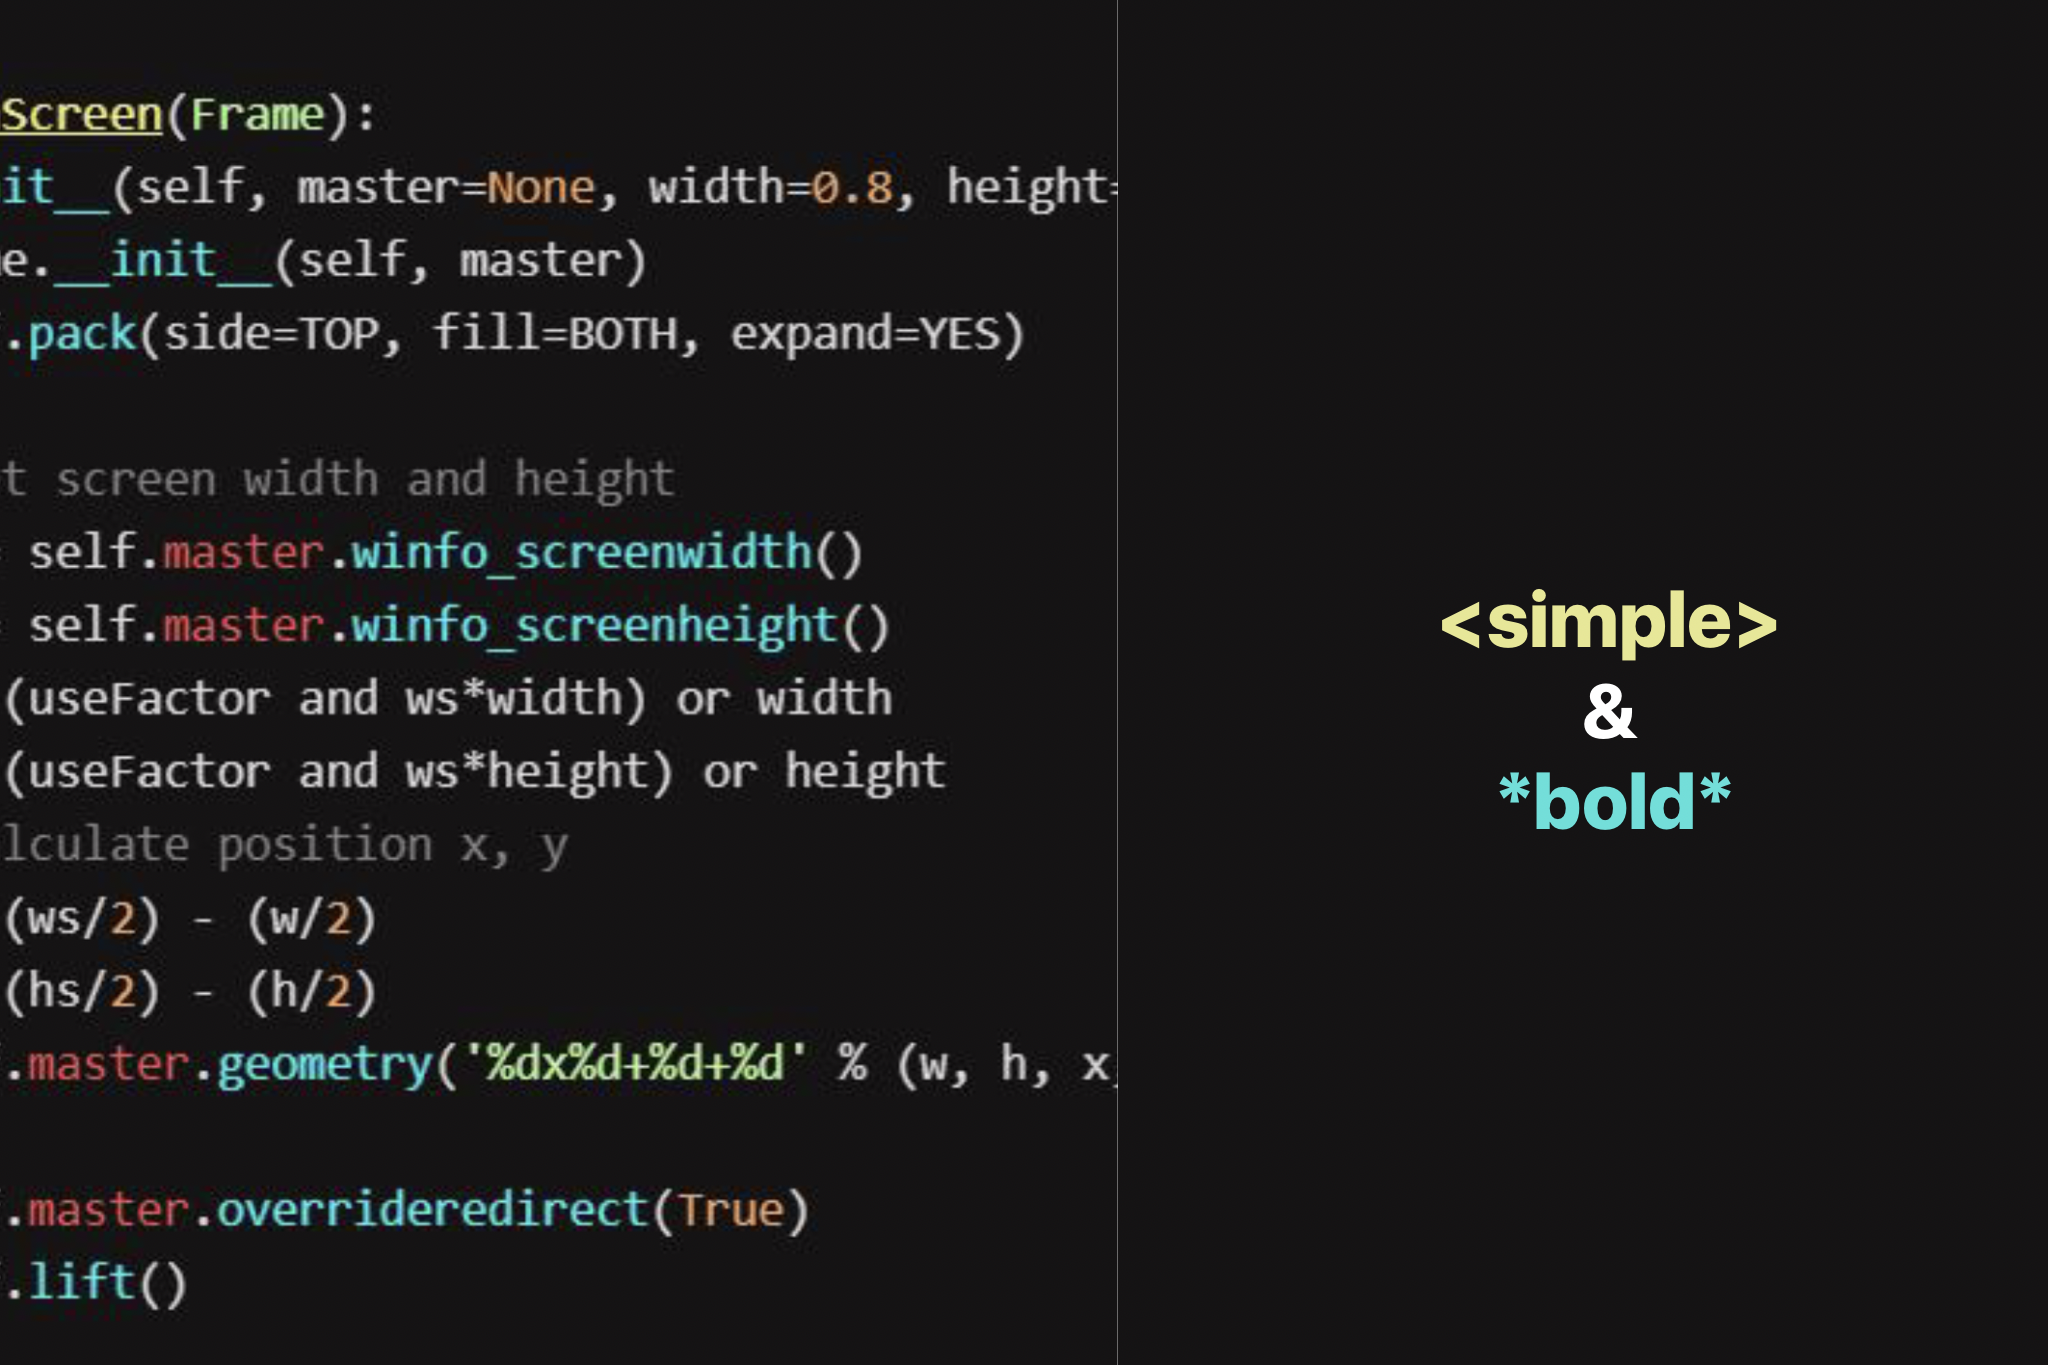 Screen(Frame):
it__(self, master=None, width=0.8, height=
e.__init__(self, master)
.pack(side=TOP, fill=BOTH, expand=YES)
t screen width and height
= self.master.winfo_screenwidth()
= self.master.winfo_screenheight()
(useFactor and ws*width) or width
(useFactor and ws*height) or height
lculate position x, y
(ws/2) - (w/2)
(hs/2) - (h/2)
.master.geometry('%dx%d+%d+%d' % (w, h, x,
.master.overrideredirect(True)
.lift()
<simple>
&
*bold*